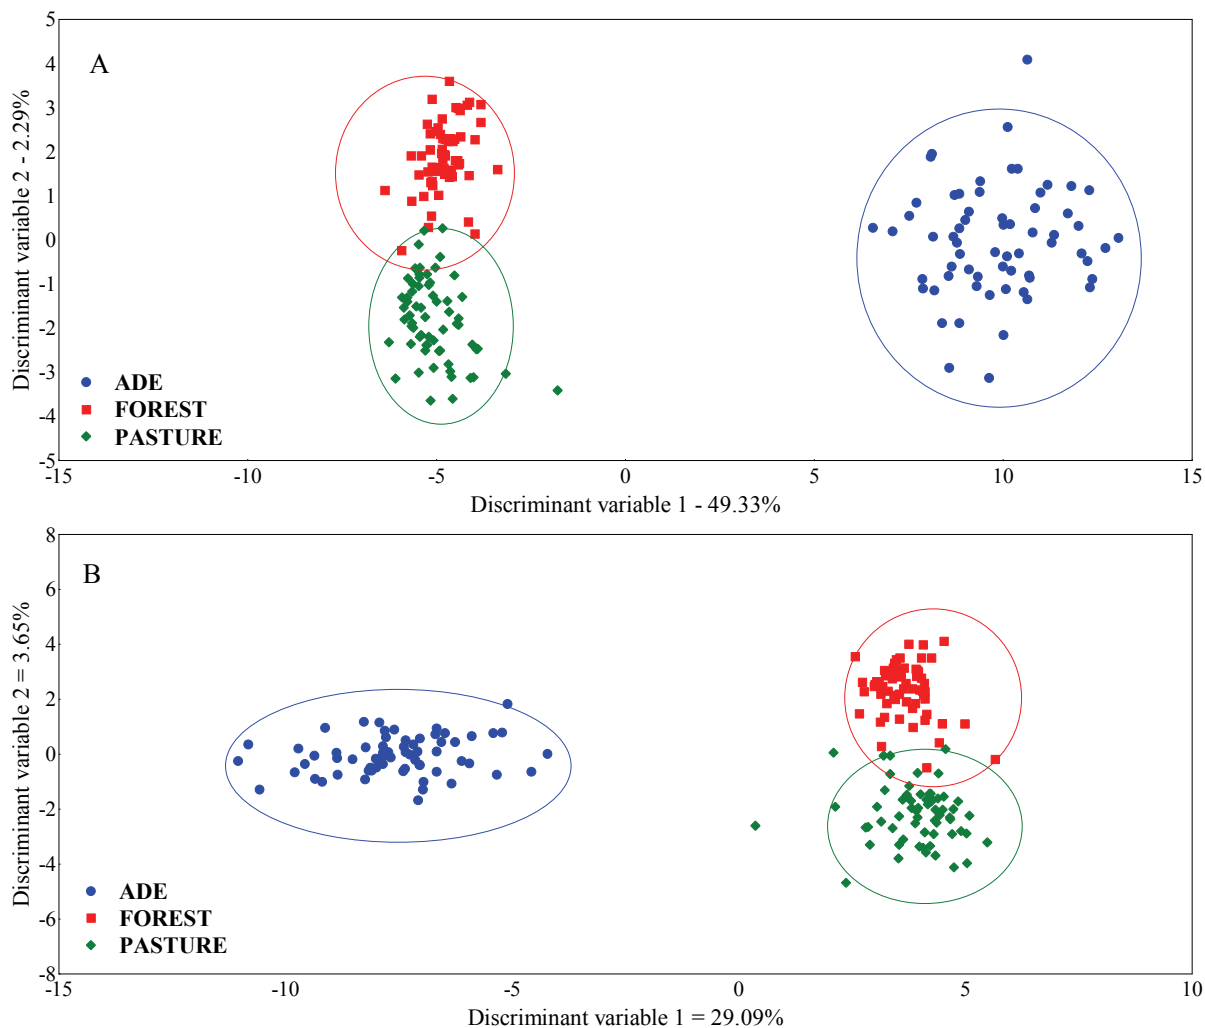 A
Discriminant variable 2 - 2.29%
5
4
3
2
1
0
-1
-2
-3
-4
-5
ADE
FOREST
PASTURE
-15 -10 -5 0 5 10 15
Discriminant variable 1 - 49.33%
B
Discriminant variable 2 = 3.65%
8
6
4
2
0
-2
-4
-6
-8
ADE
FOREST
PASTURE
-15 -10 -5 0 5 10
Discriminant variable 1 = 29.09%